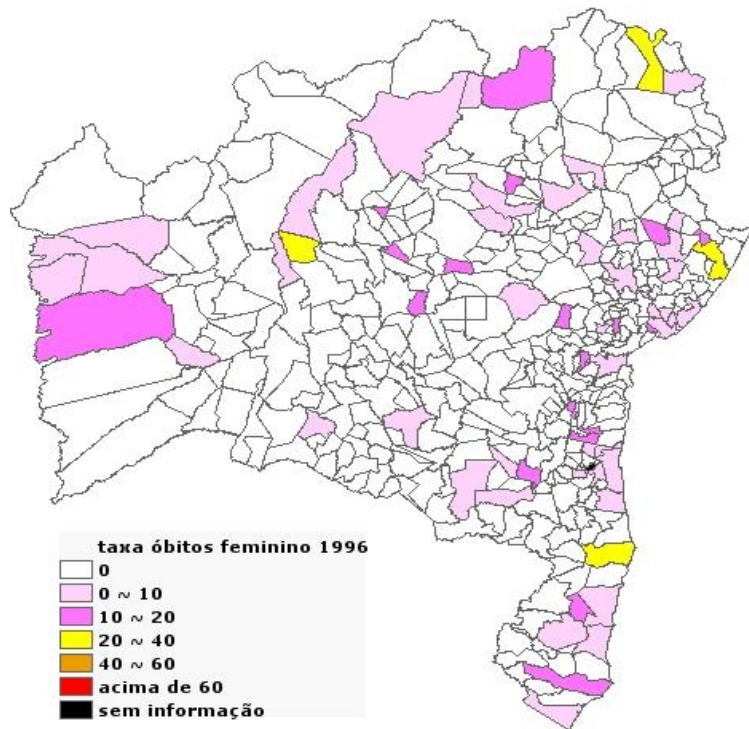 taxa óbitos feminino 1996
0
0 ~ 10
10 ~ 20
20 ~ 40
40 ~ 60
acima de 60
sem informação